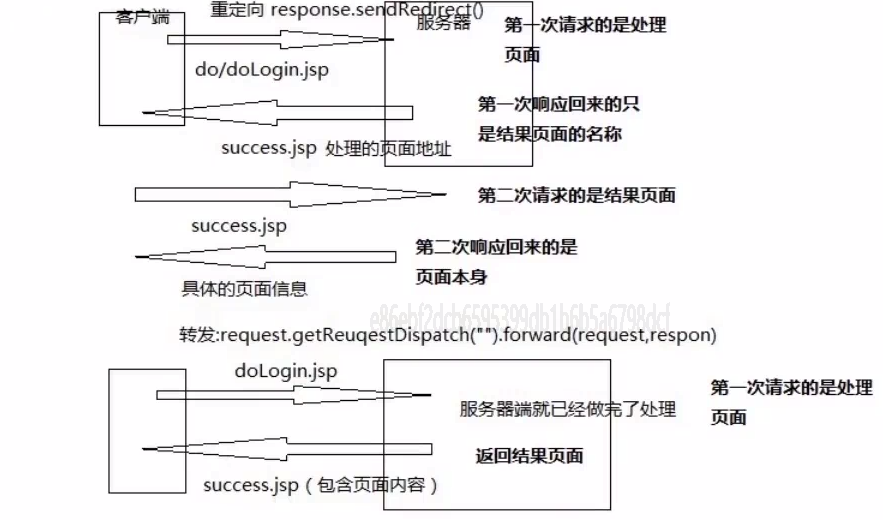 重定向 response.sendRedirect()
客户端
服务器
第一次请求的是处理
页面
do/doLogin.jsp
第一次响应回来的只
是结果页面的名称
success.jsp 处理的页面地址
第二次请求的是结果页面
success.jsp
第二次响应回来的是
页面本身
具体的页面信息
e86ebf2dcb6595399db1b6b5a6798dcf
转发:request.getReuqestDispatch("").forward(request,respon)
doLogin.jsp
第一次请求的是处理
页面
服务器端就已经做完了处理
返回结果页面
success.jsp（包含页面内容）